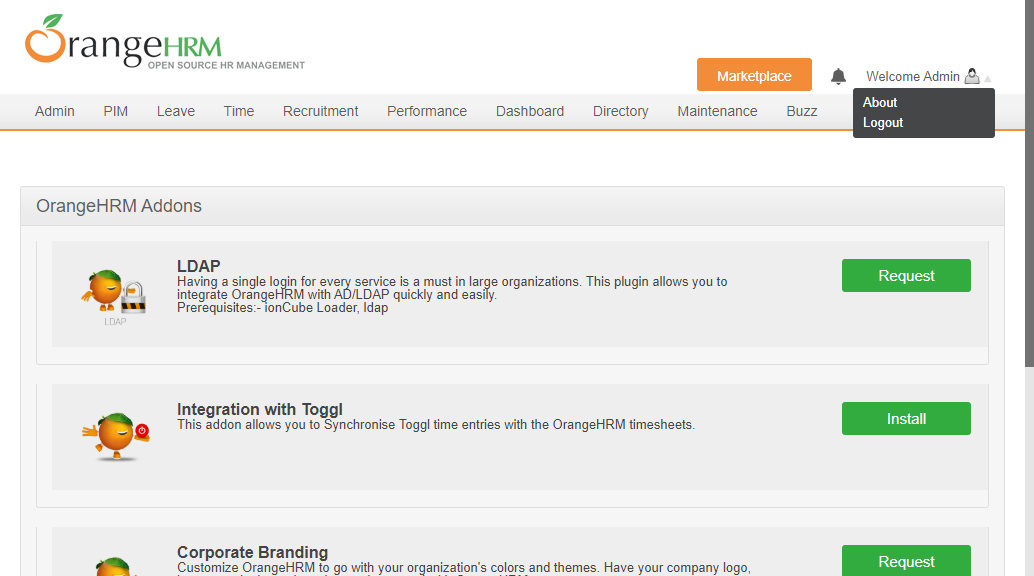 OrangeHRM
OPEN SOURCE HR MANAGEMENT
Marketplace
Welcome Admin
About
Logout
Admin PIM Leave Time Recruitment Performance Dashboard Directory Maintenance Buzz
OrangeHRM Addons
LDAP
Having a single login for every service is a must in large organizations. This plugin allows you to
integrate OrangeHRM with AD/LDAP quickly and easily.
Prerequisites:- ionCube Loader, ldap
LDAP
Request
Integration with Toggl
This addon allows you to Synchronise Toggl time entries with the OrangeHRM timesheets.
Install
Corporate Branding
Customize OrangeHRM to go with your organization's colors and themes. Have your company logo,
Request